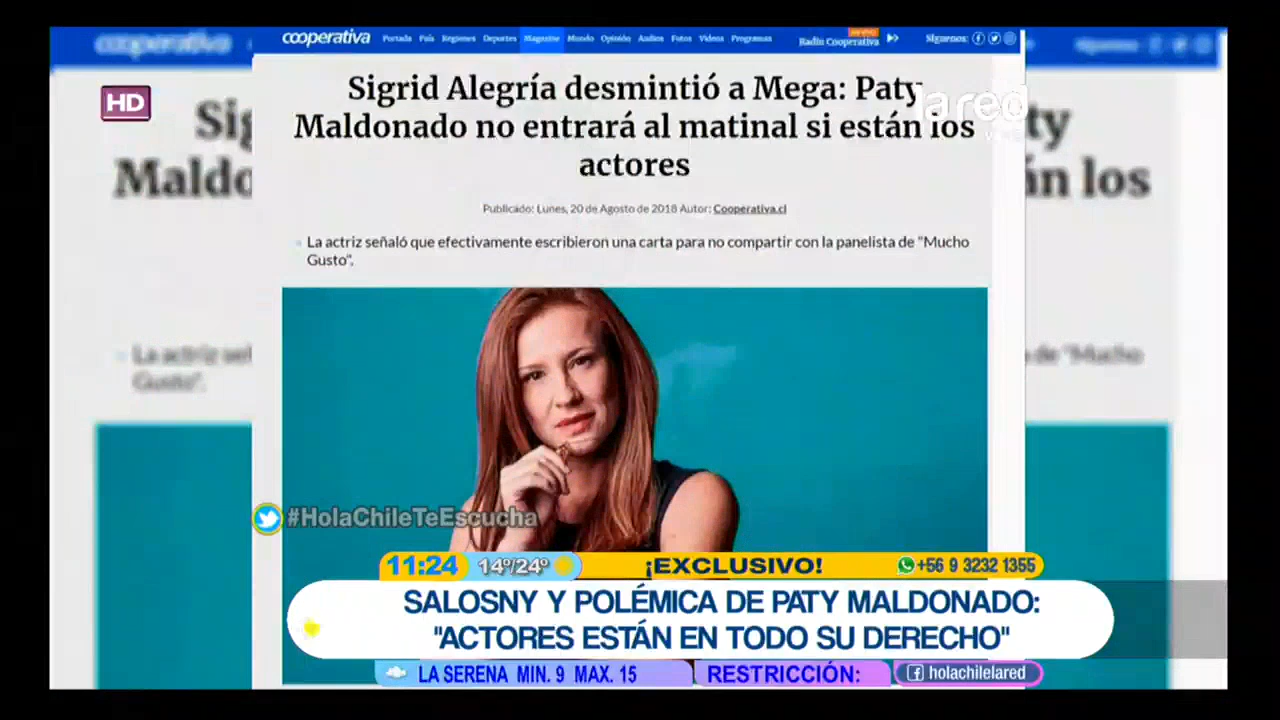 cooperativa Portada País Regiones Deportes Magazine Mundo Opinión Audios Fotos Videos Programas Radio Cooperativa Síguenos:
HD
la red
Sigrid Alegría desmintió a Mega: Paty
Maldonado no entrará al matinal si están los
actores
Publicado: Lunes, 20 de Agosto de 2018 Autor: Cooperativa.cl
La actriz señaló que efectivamente escribieron una carta para no compartir con la panelista de "Mucho
Gusto".
#HolaChileTeEscucha
11:24 14º/24º ¡EXCLUSIVO! +56 9 3232 1355
SALOSNY Y POLÉMICA DE PATY MALDONADO:
"ACTORES ESTÁN EN TODO SU DERECHO"
LA SERENA MIN. 9 MAX. 15 RESTRICCIÓN: holachilelared